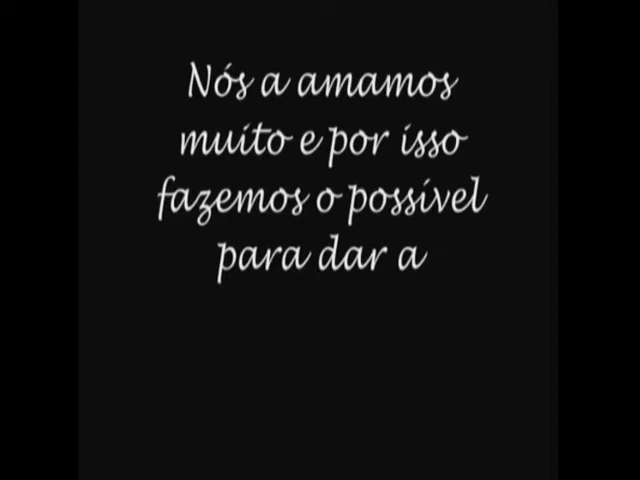 Nós a amamos
muito e por isso
fazemos o possível
para dar a